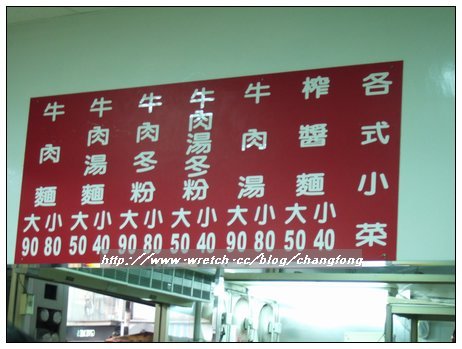 牛肉麵
大 小
90 80
牛肉湯麵
大 小
50 40
牛肉冬粉
大 小
90 80
牛肉湯冬粉
大 小
50 40
牛肉湯
大 小
90 80
榨醬麵
大 小
50 40
各式小菜
http://www.wretch.cc/blog/changfong